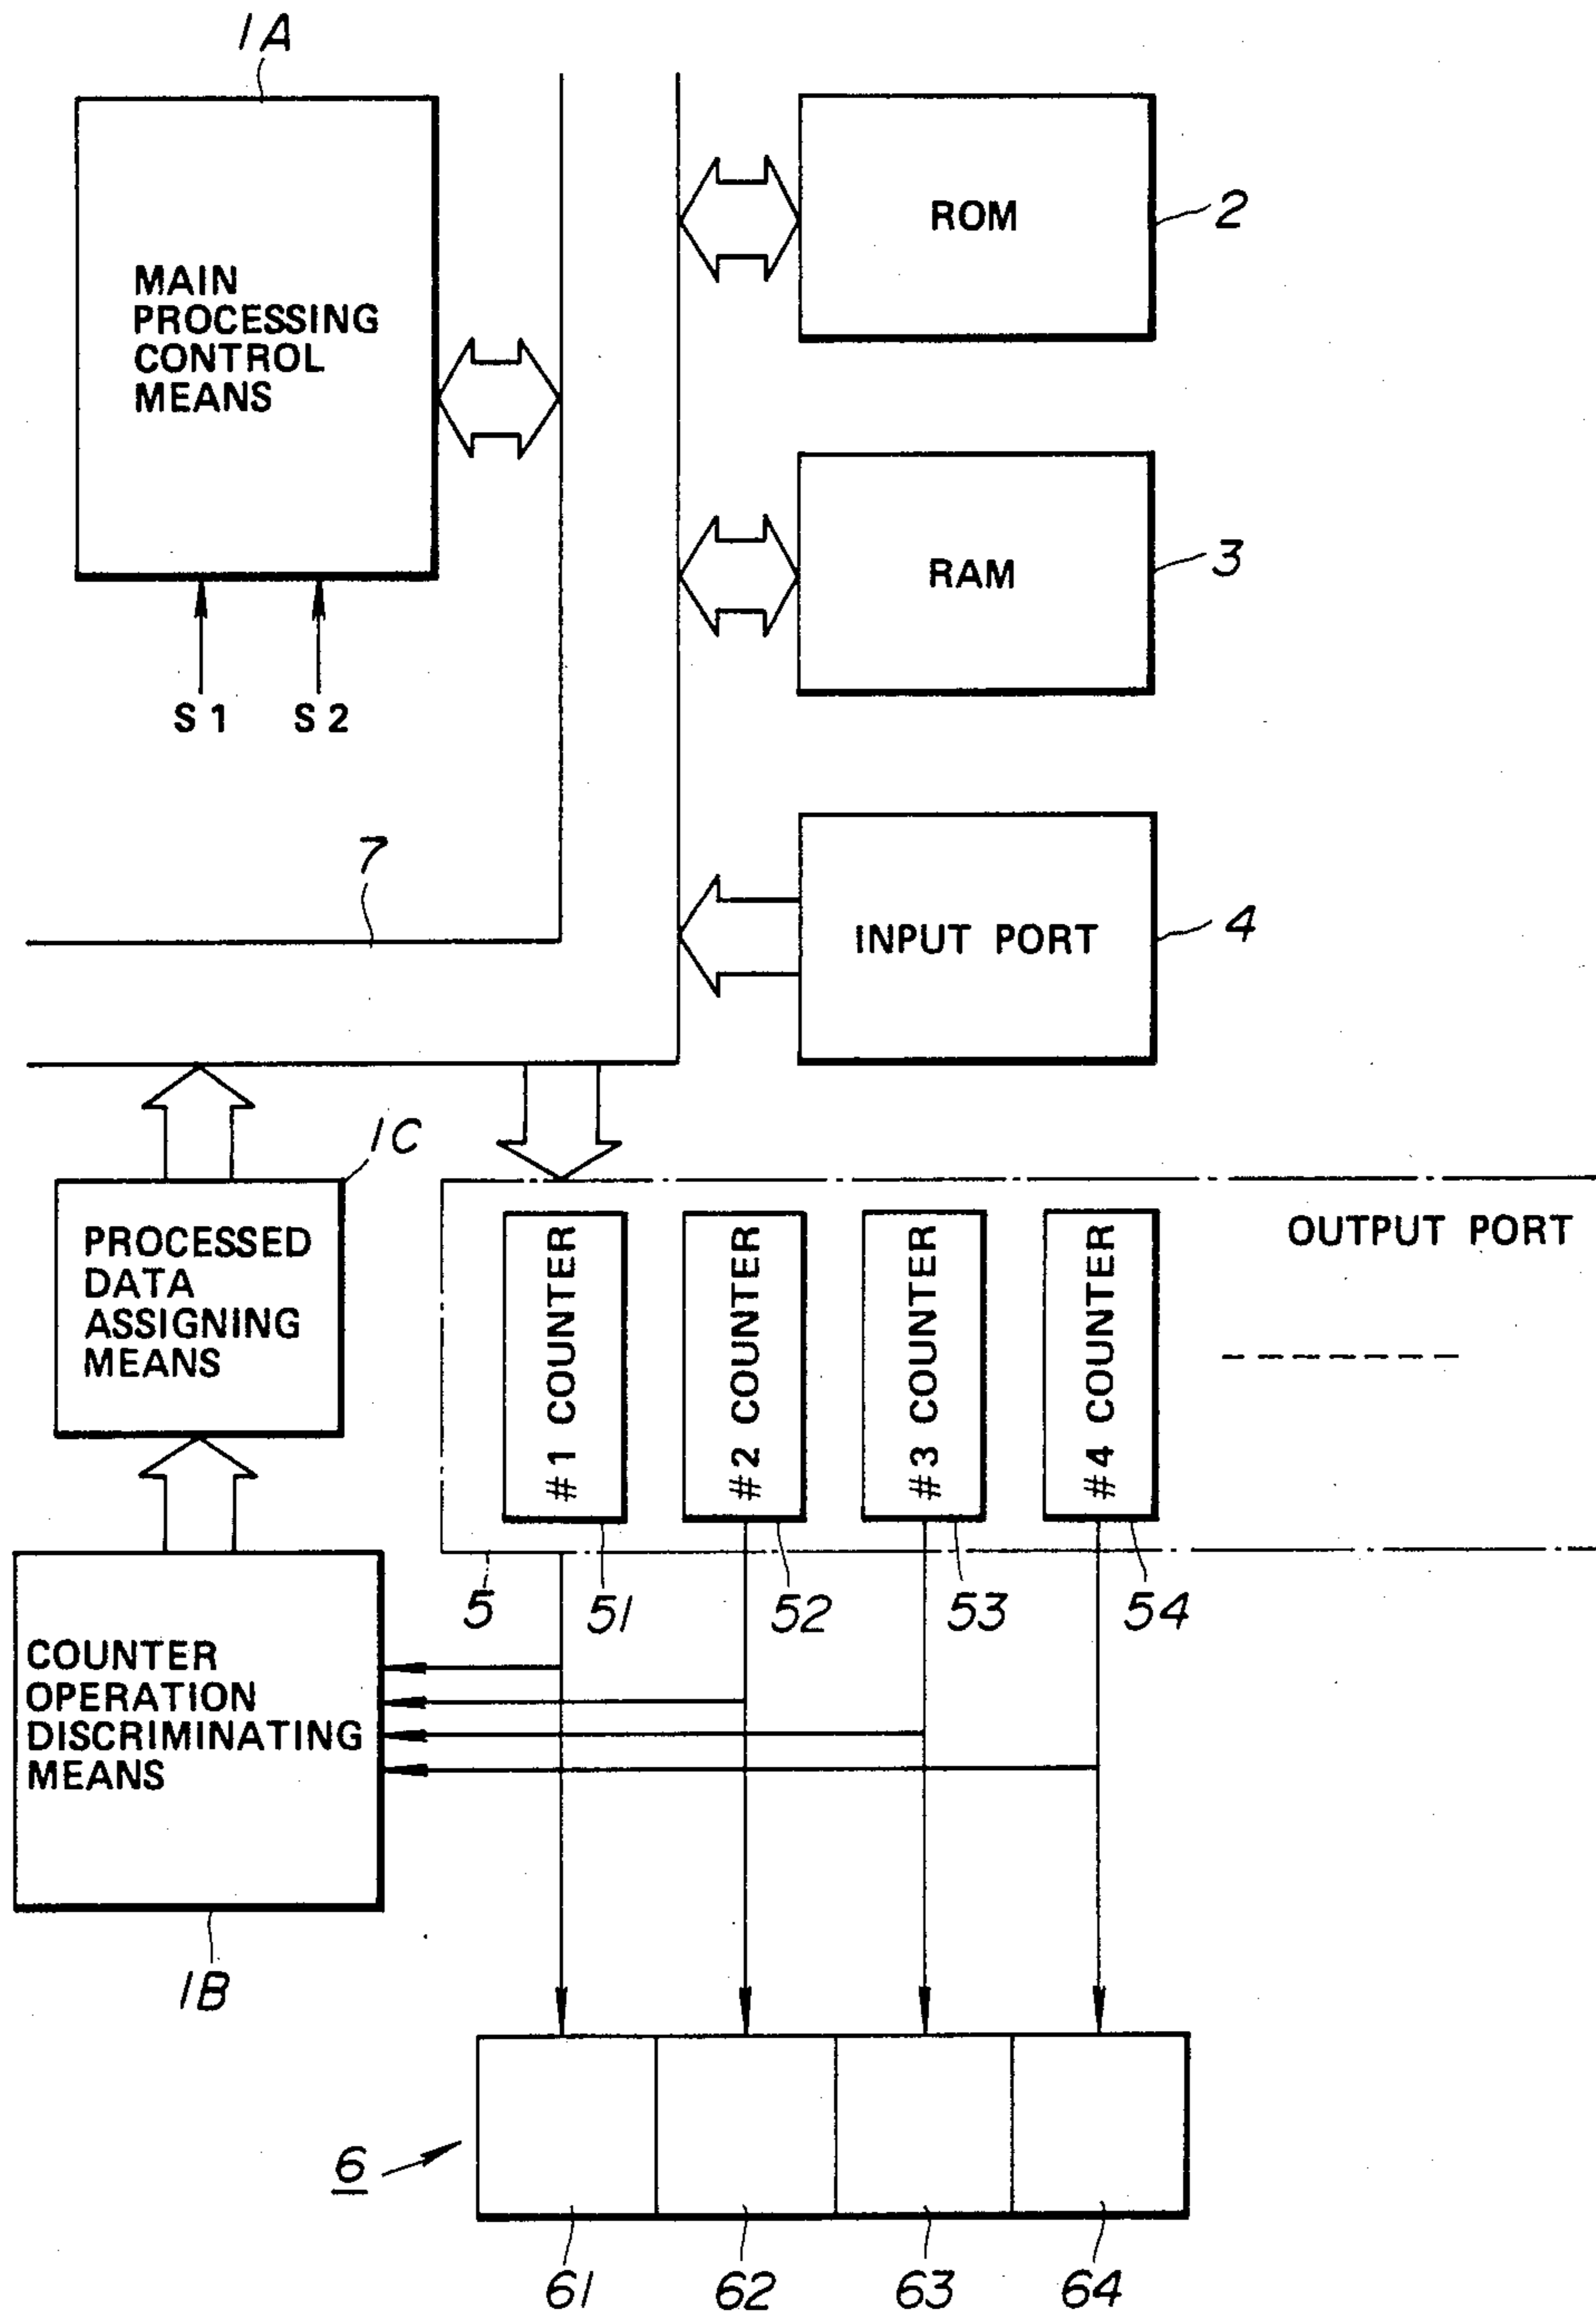 1A
MAIN
PROCESSING
CONTROL
MEANS
S1 S2
ROM
2
RAM
3
7
INPUT PORT
4
1C
PROCESSED
DATA
ASSIGNING
MEANS
#1 COUNTER
#2 COUNTER
#3 COUNTER
#4 COUNTER
OUTPUT PORT
5
51
52
53
54
COUNTER
OPERATION
DISCRIMINATING
MEANS
1B
6
61
62
63
64